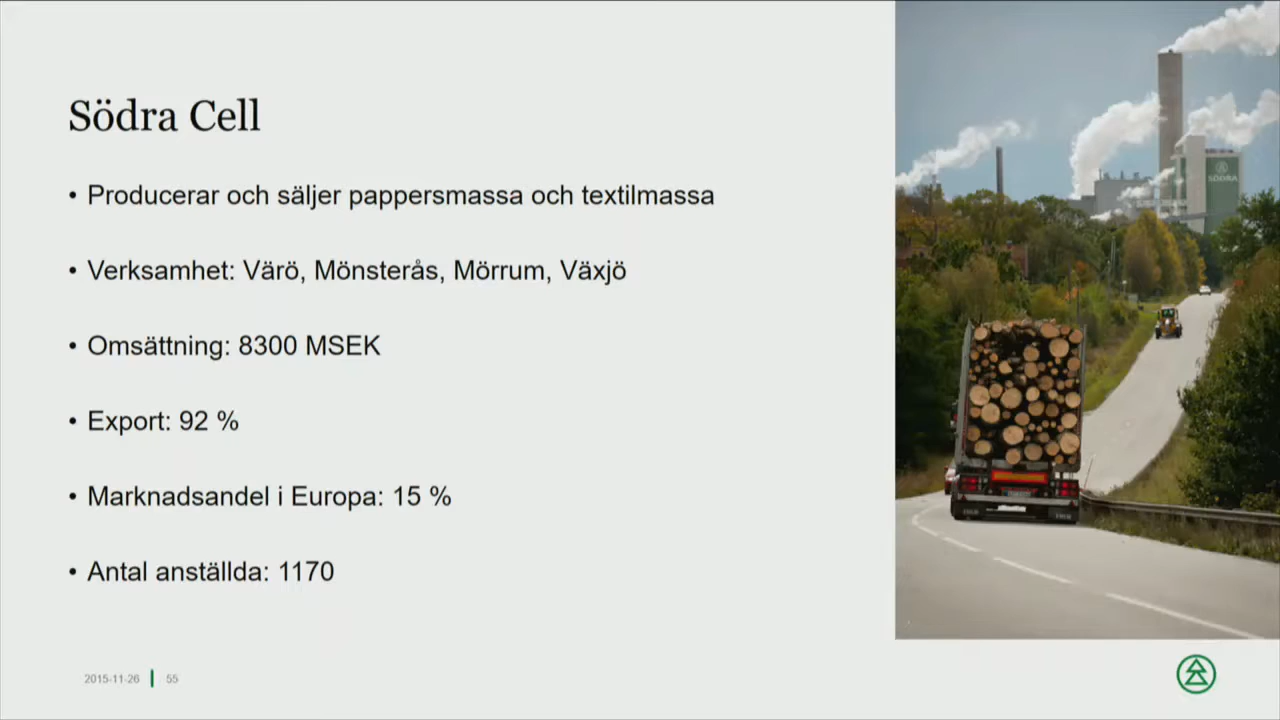 Södra Cell
• Producerar och säljer pappersmassa och textilmassa
• Verksamhet: Värö, Mönsterås, Mörrum, Växjö
• Omsättning: 8300 MSEK
• Export: 92 %
• Marknadsandel i Europa: 15 %
• Antal anställda: 1170
SÖDRA
2015-11-26 55